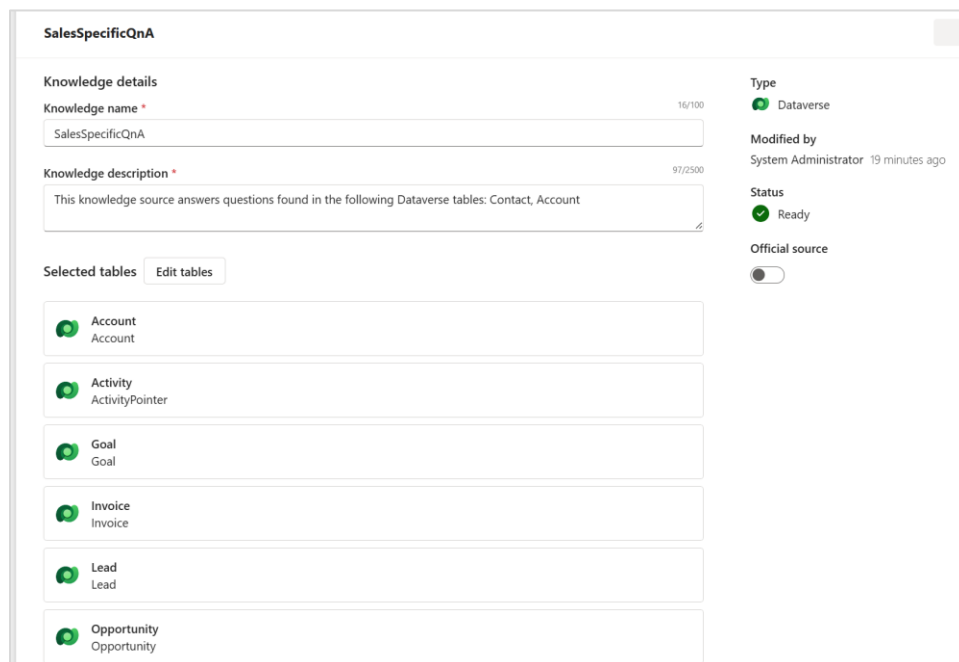 SalesSpecificQnA
Knowledge details
Knowledge name *
16/100
SalesSpecificQnA
Knowledge description *
97/2500
This knowledge source answers questions found in the following Dataverse tables: Contact, Account
Selected tables
Edit tables
Account
Account
Activity
ActivityPointer
Goal
Goal
Invoice
Invoice
Lead
Lead
Opportunity
Opportunity
Type
Dataverse
Modified by
System Administrator 19 minutes ago
Status
Ready
Official source